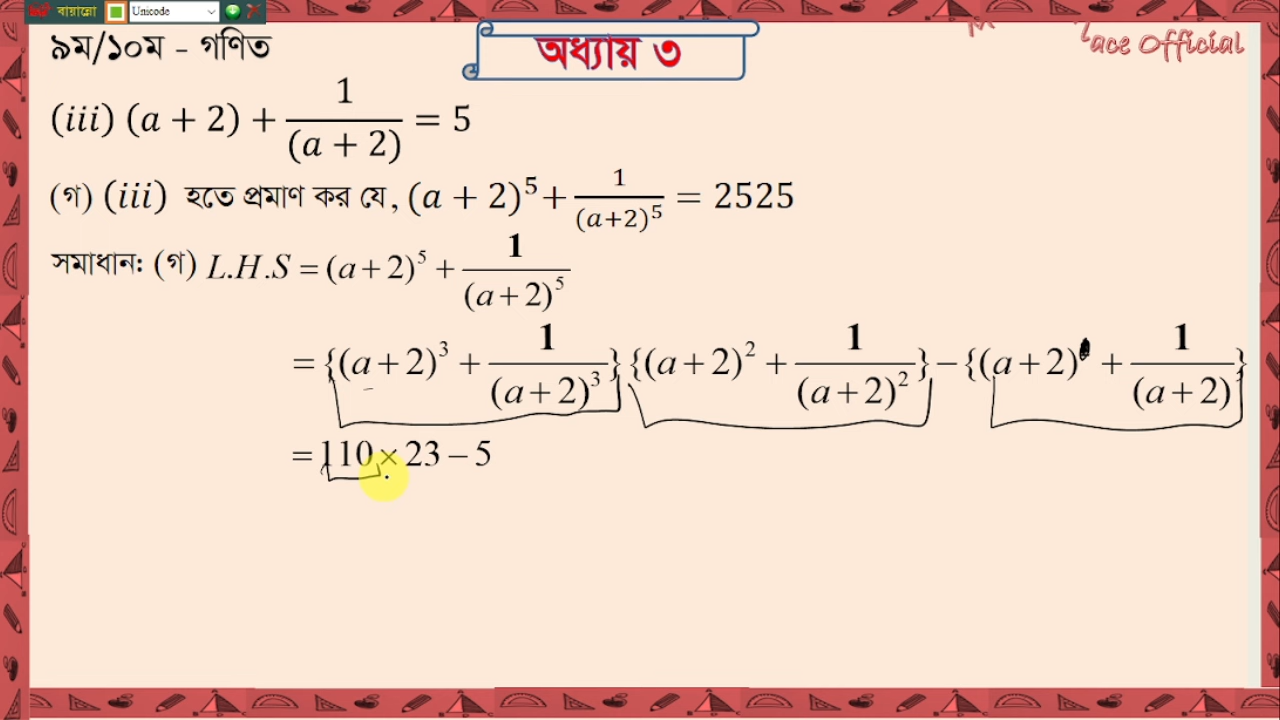 বায়ান্নো Unicode
lace Official
৯ম/১০ম - গণিত
অধ্যায় ৩
(iii) (a + 2) + 1/(a + 2) = 5
(গ) (iii) হতে প্রমাণ কর যে, (a + 2)^5 + 1/(a+2)^5 = 2525
সমাধান: (গ) L.H.S = (a+2)^5 + 1/(a+2)^5
= {(a+2)^3 + 1/(a+2)^3} {(a+2)^2 + 1/(a+2)^2} − {(a+2) + 1/(a+2)}
= 110 × 23 − 5